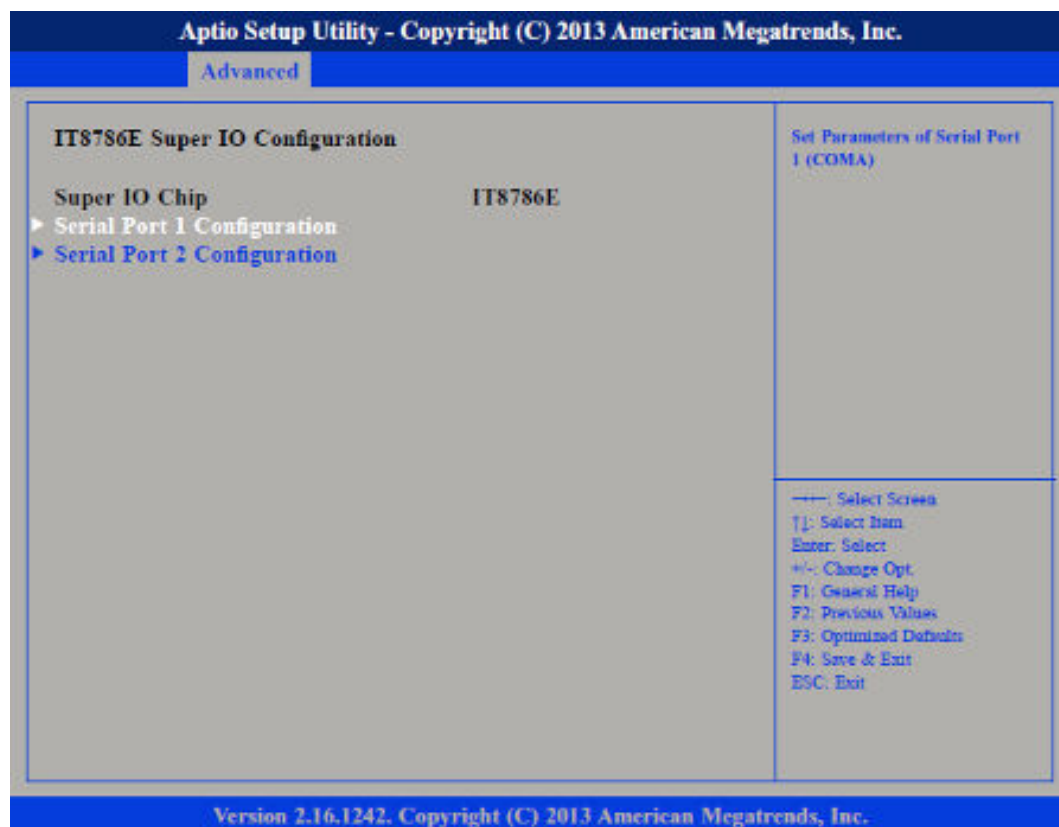 Aptio Setup Utility - Copyright (C) 2013 American Megatrends, Inc.
Advanced
IT8786E Super IO Configuration
Super IO Chip IT8786E
Serial Port 1 Configuration
Serial Port 2 Configuration
Set Parameters of Serial Port
1 (COMA)
→←: Select Screen
↑↓: Select Item
Enter: Select
+/-: Change Opt.
F1: General Help
F2: Previous Values
F3: Optimized Defaults
F4: Save & Exit
ESC: Exit
Version 2.16.1242. Copyright (C) 2013 American Megatrends, Inc.